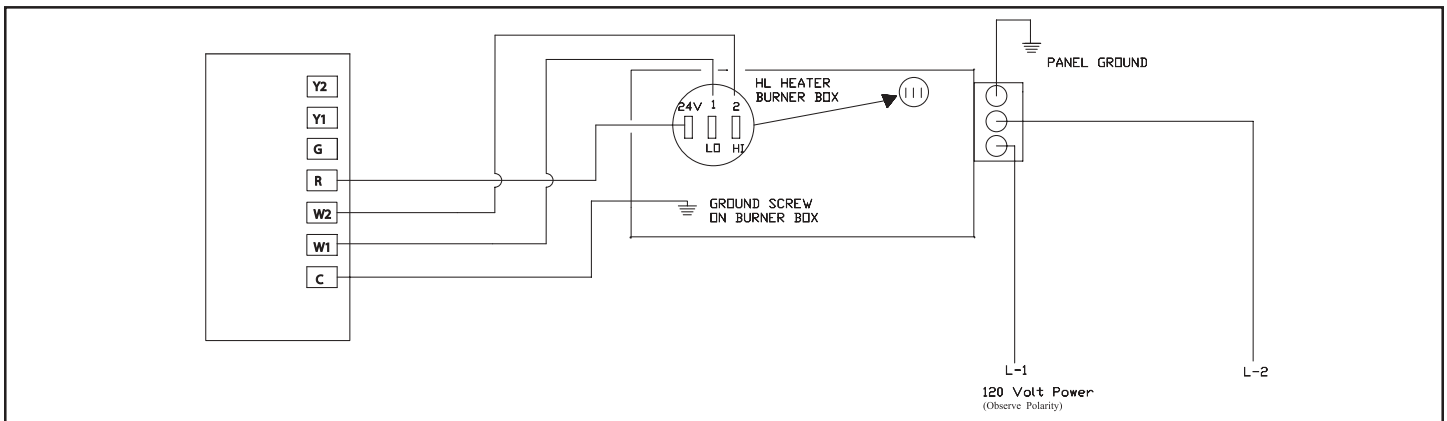 Y2
Y1
G
R
W2
W1
C
HL HEATER
BURNER BOX
24V 1 2
LO HI
GROUND SCREW
ON BURNER BOX
PANEL GROUND
L-1
120 Volt Power
(Observe Polarity)
L-2